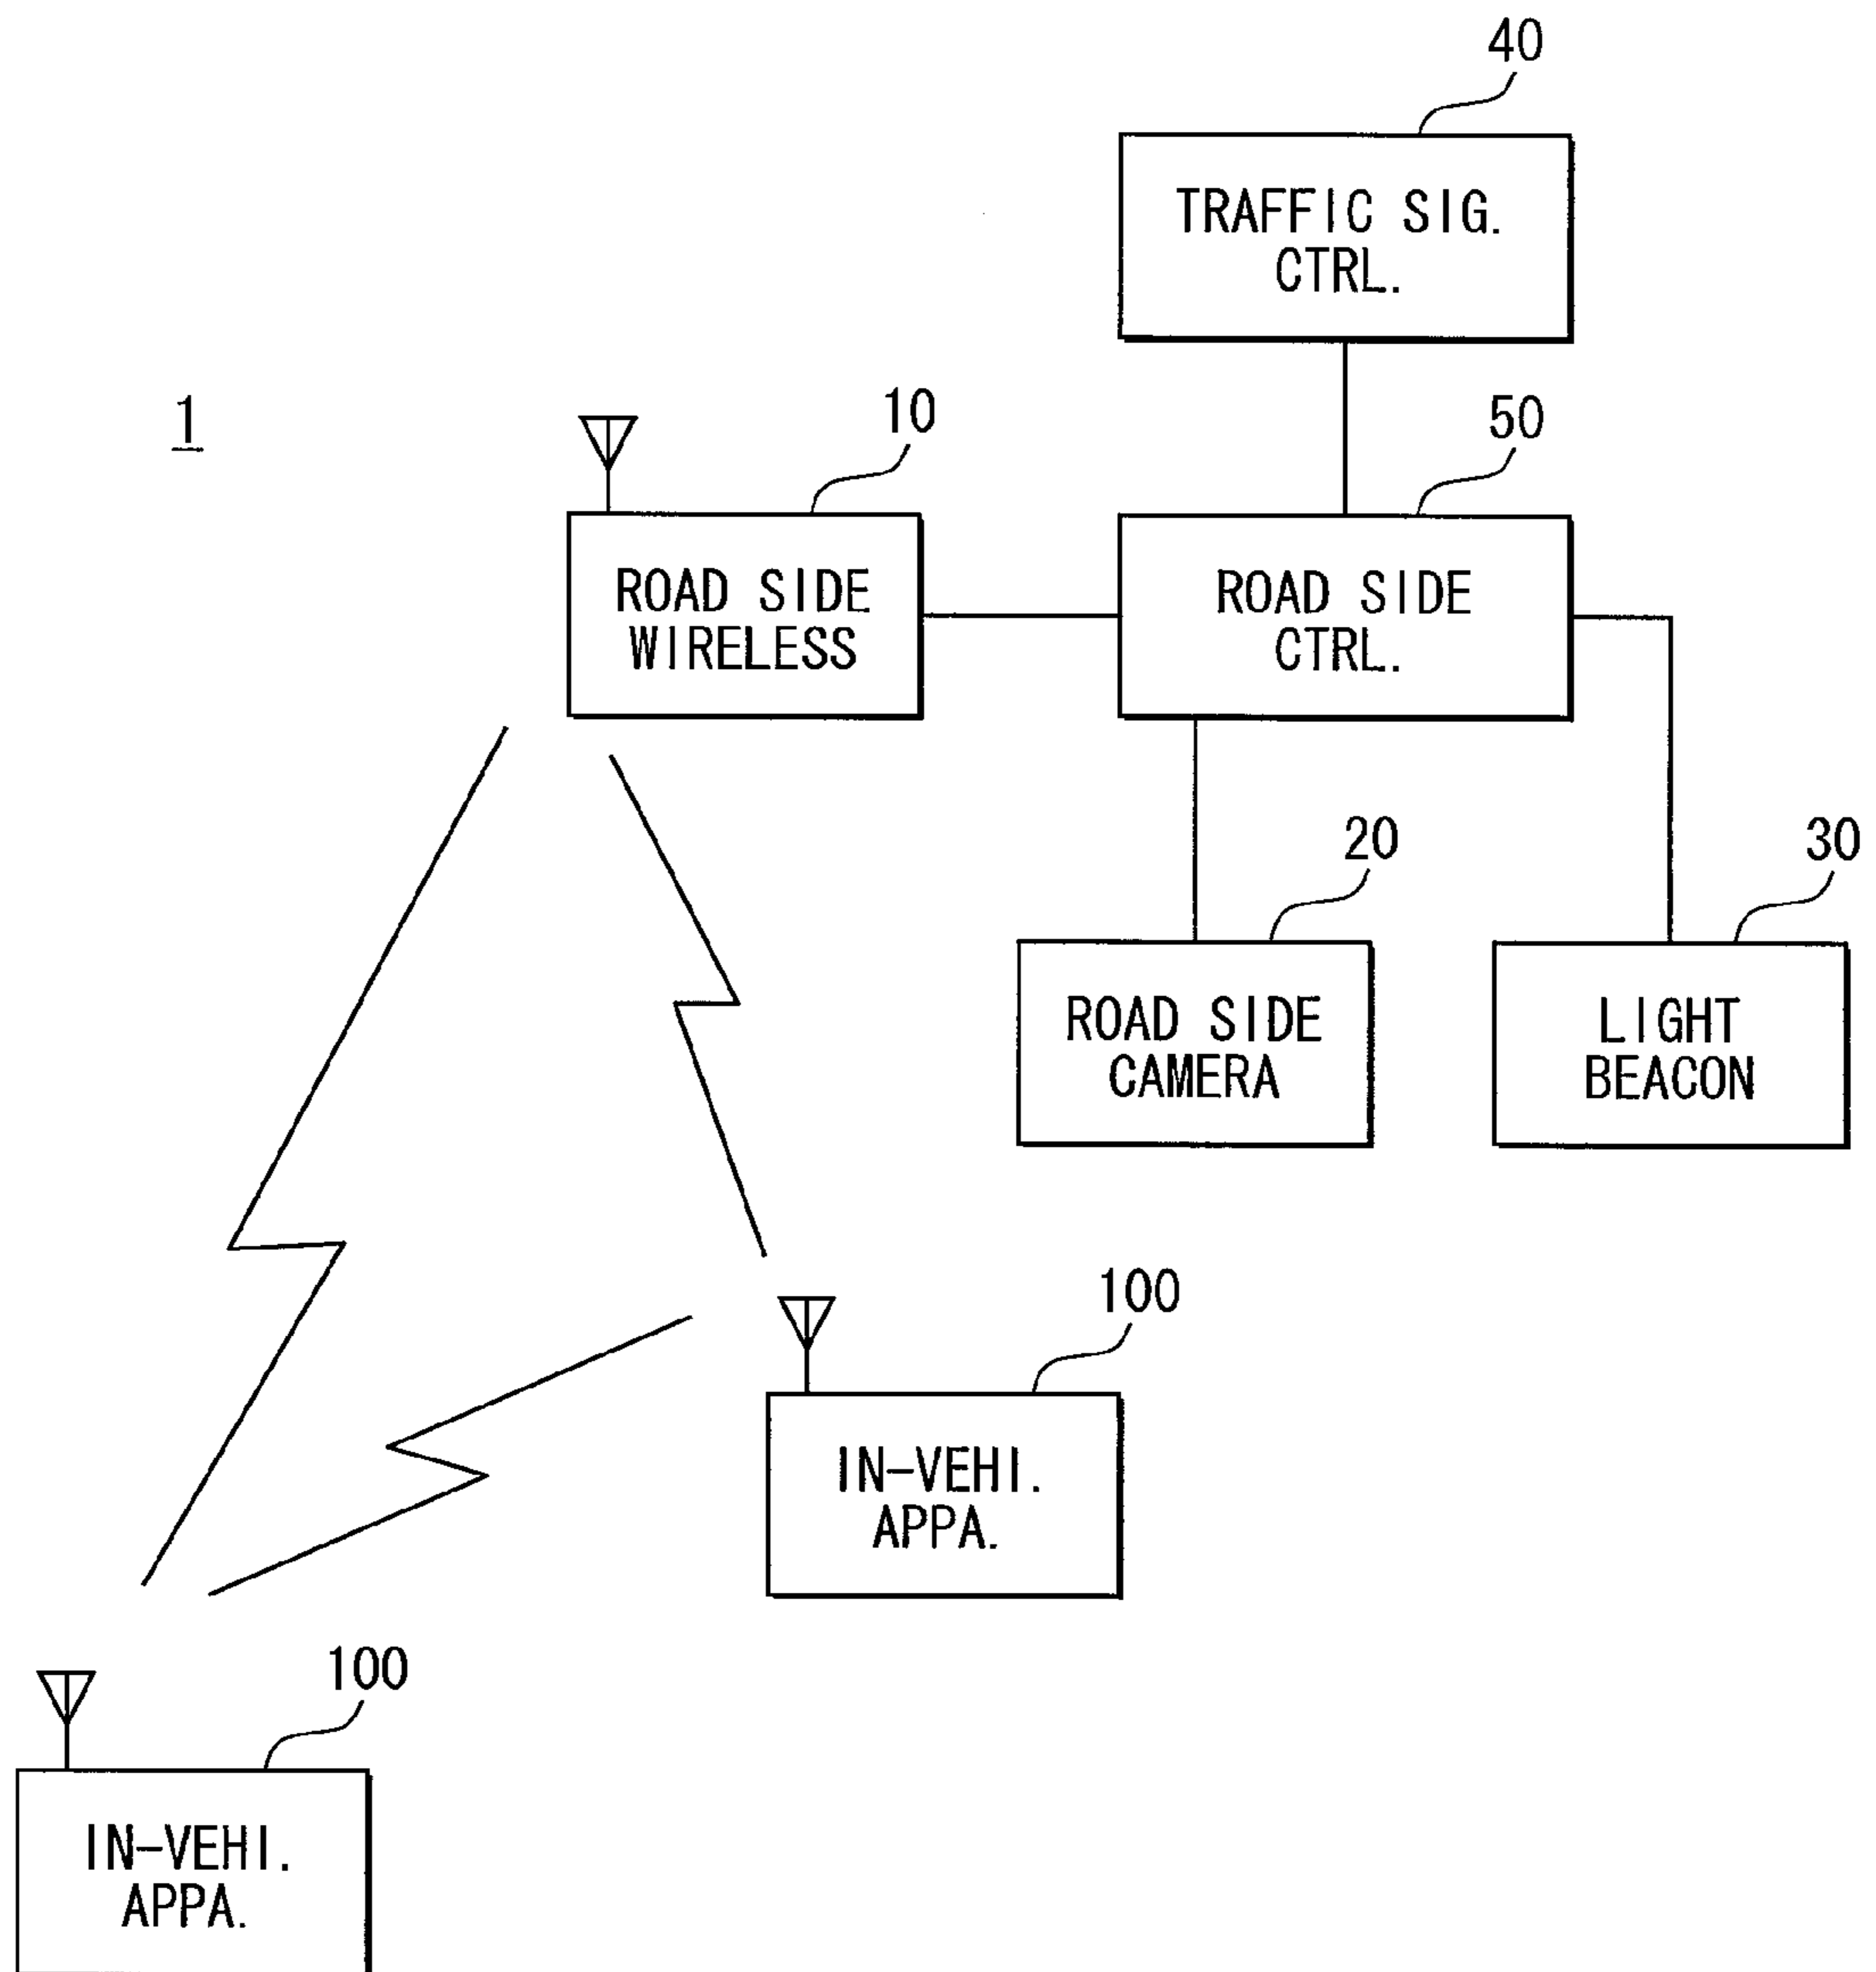 40
TRAFFIC SIG.
CTRL.
1
10
50
ROAD SIDE
WIRELESS
ROAD SIDE
CTRL.
20
30
ROAD SIDE
CAMERA
LIGHT
BEACON
100
IN-VEHI.
APPA.
100
IN-VEHI.
APPA.